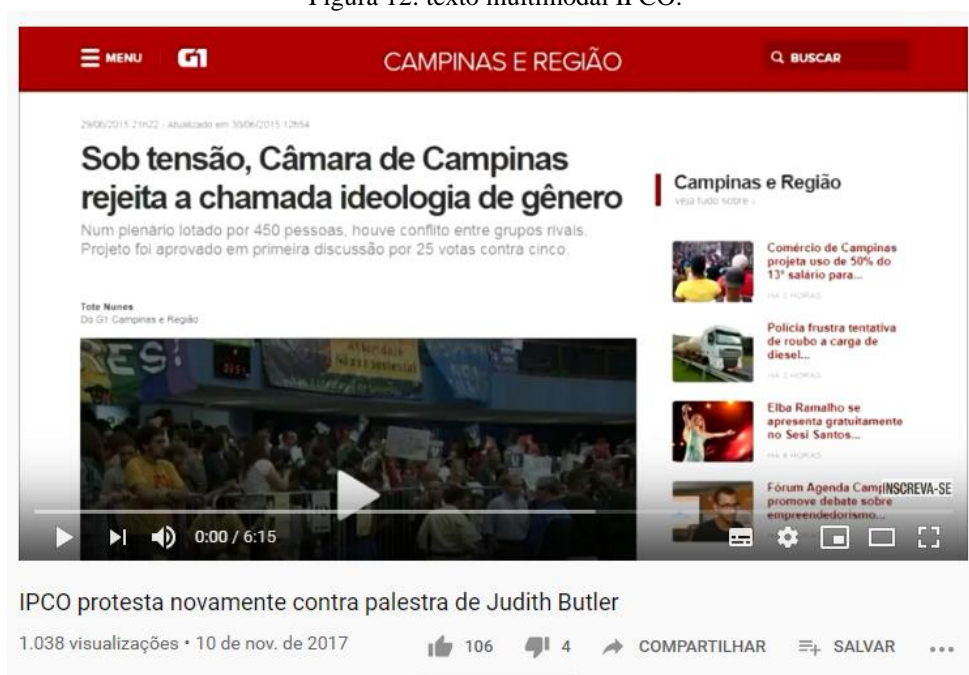 Figura 12: texto multimodal IPCO.
MENU G1 CAMPINAS E REGIÃO BUSCAR
29/06/2015 21h22 - Atualizado em 30/06/2015 12h54
Sob tensão, Câmara de Campinas
rejeita a chamada ideologia de gênero
Num plenário lotado por 450 pessoas, houve conflito entre grupos rivais.
Projeto foi aprovado em primeira discussão por 25 votas contra cinco.
Tote Nunes
Do G1 Campinas e Região
RES!
Campinas e Região
veja tudo sobre
Comércio de Campinas
projeta uso de 50% do
13º salário para...
HÁ 2 HORAS
Polícia frustra tentativa
de roubo a carga de
diesel...
HÁ 2 HORAS
Elba Ramalho se
apresenta gratuitamente
no Sesi Santos...
HÁ 4 HORAS
Fórum Agenda Camp
promove debate sobre
empreendedorismo...
INSCREVA-SE
0:00 / 6:15
IPCO protesta novamente contra palestra de Judith Butler
1.038 visualizações • 10 de nov. de 2017 106 4 COMPARTILHAR SALVAR